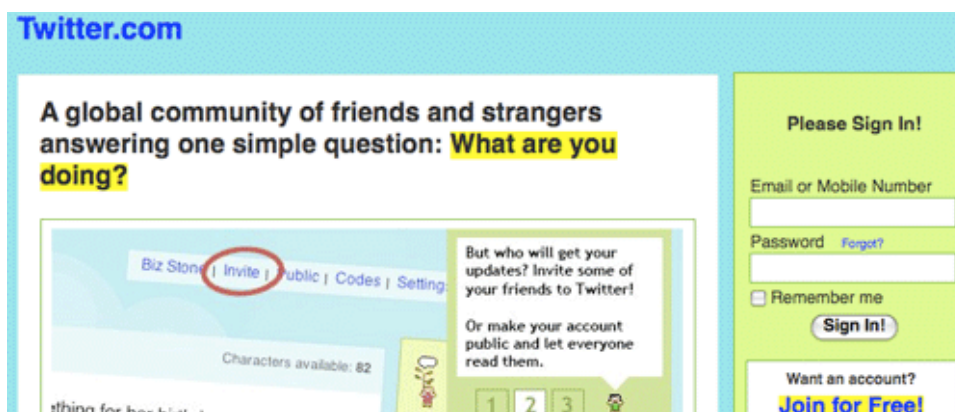 Twitter.com
A global community of friends and strangers
answering one simple question: What are you
doing?
Biz Stone | Invite | Public | Codes | Settings
But who will get your
updates? Invite some of
your friends to Twitter!
Or make your account
public and let everyone
read them.
Characters available: 82
1 2 3
Please Sign In!
Email or Mobile Number
Password Forgot?
Remember me
Sign In!
Want an account?
Join for Free!